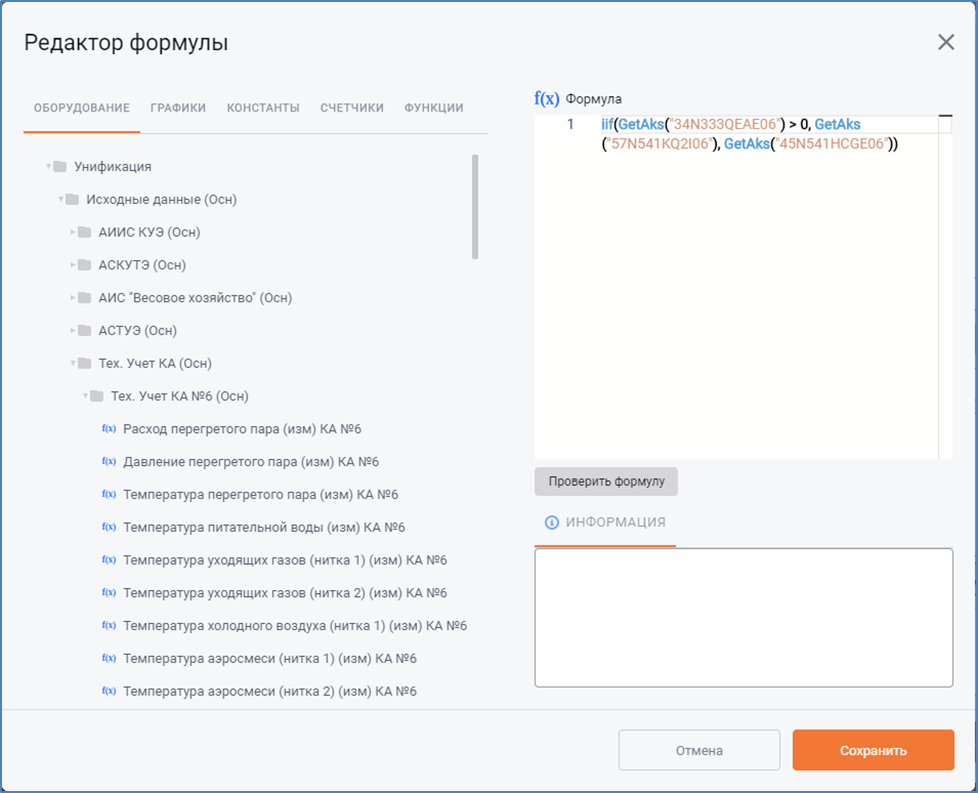 Редактор формулы
ОБОРУДОВАНИЕ ГРАФИКИ КОНСТАНТЫ СЧЕТЧИКИ ФУНКЦИИ
Унификация
Исходные данные (Осн)
АИИС КУЭ (Осн)
АСКУТЭ (Осн)
АИС "Весовое хозяйство" (Осн)
АСТУЭ (Осн)
Тех. Учет КА (Осн)
Тех. Учет КА №6 (Осн)
f(x) Расход перегретого пара (изм) КА №6
f(x) Давление перегретого пара (изм) КА №6
f(x) Температура перегретого пара (изм) КА №6
f(x) Температура питательной воды (изм) КА №6
f(x) Температура уходящих газов (нитка 1) (изм) КА №6
f(x) Температура уходящих газов (нитка 2) (изм) КА №6
f(x) Температура холодного воздуха (нитка 1) (изм) КА №6
f(x) Температура аэросмеси (нитка 1) (изм) КА №6
f(x) Температура аэросмеси (нитка 2) (изм) КА №6
f(x) Формула
1 iif(GetAks("34N333QEAE06") > 0, GetAks
("57N541KQ2I06"), GetAks("45N541HCGE06"))
Проверить формулу
ИНФОРМАЦИЯ
Отмена Сохранить